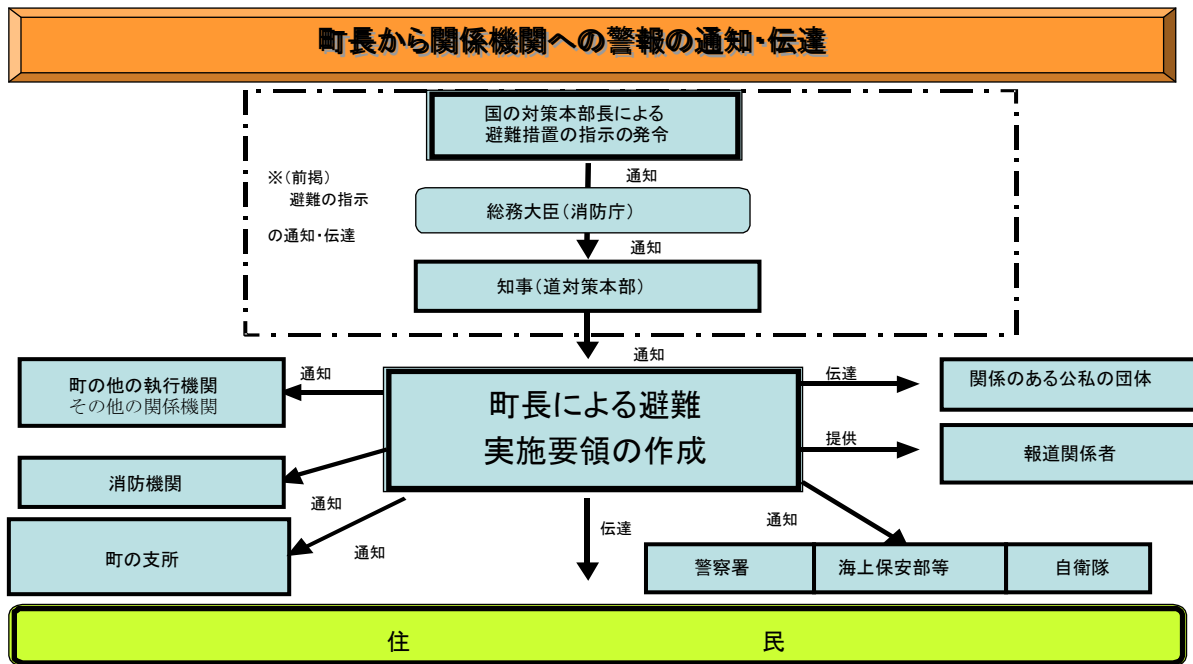 町長から関係機関への警報の通知・伝達
国の対策本部長による
避難措置の指示の発令
通知
※(前掲)
避難の指示
の通知・伝達
総務大臣(消防庁)
通知
知事(道対策本部)
通知
町の他の執行機関
その他の関係機関
通知
町長による避難
実施要領の作成
伝達
関係のある公私の団体
提供
報道関係者
消防機関
通知
町の支所
通知
伝達
通知
警察署
海上保安部等
自衛隊
住 民